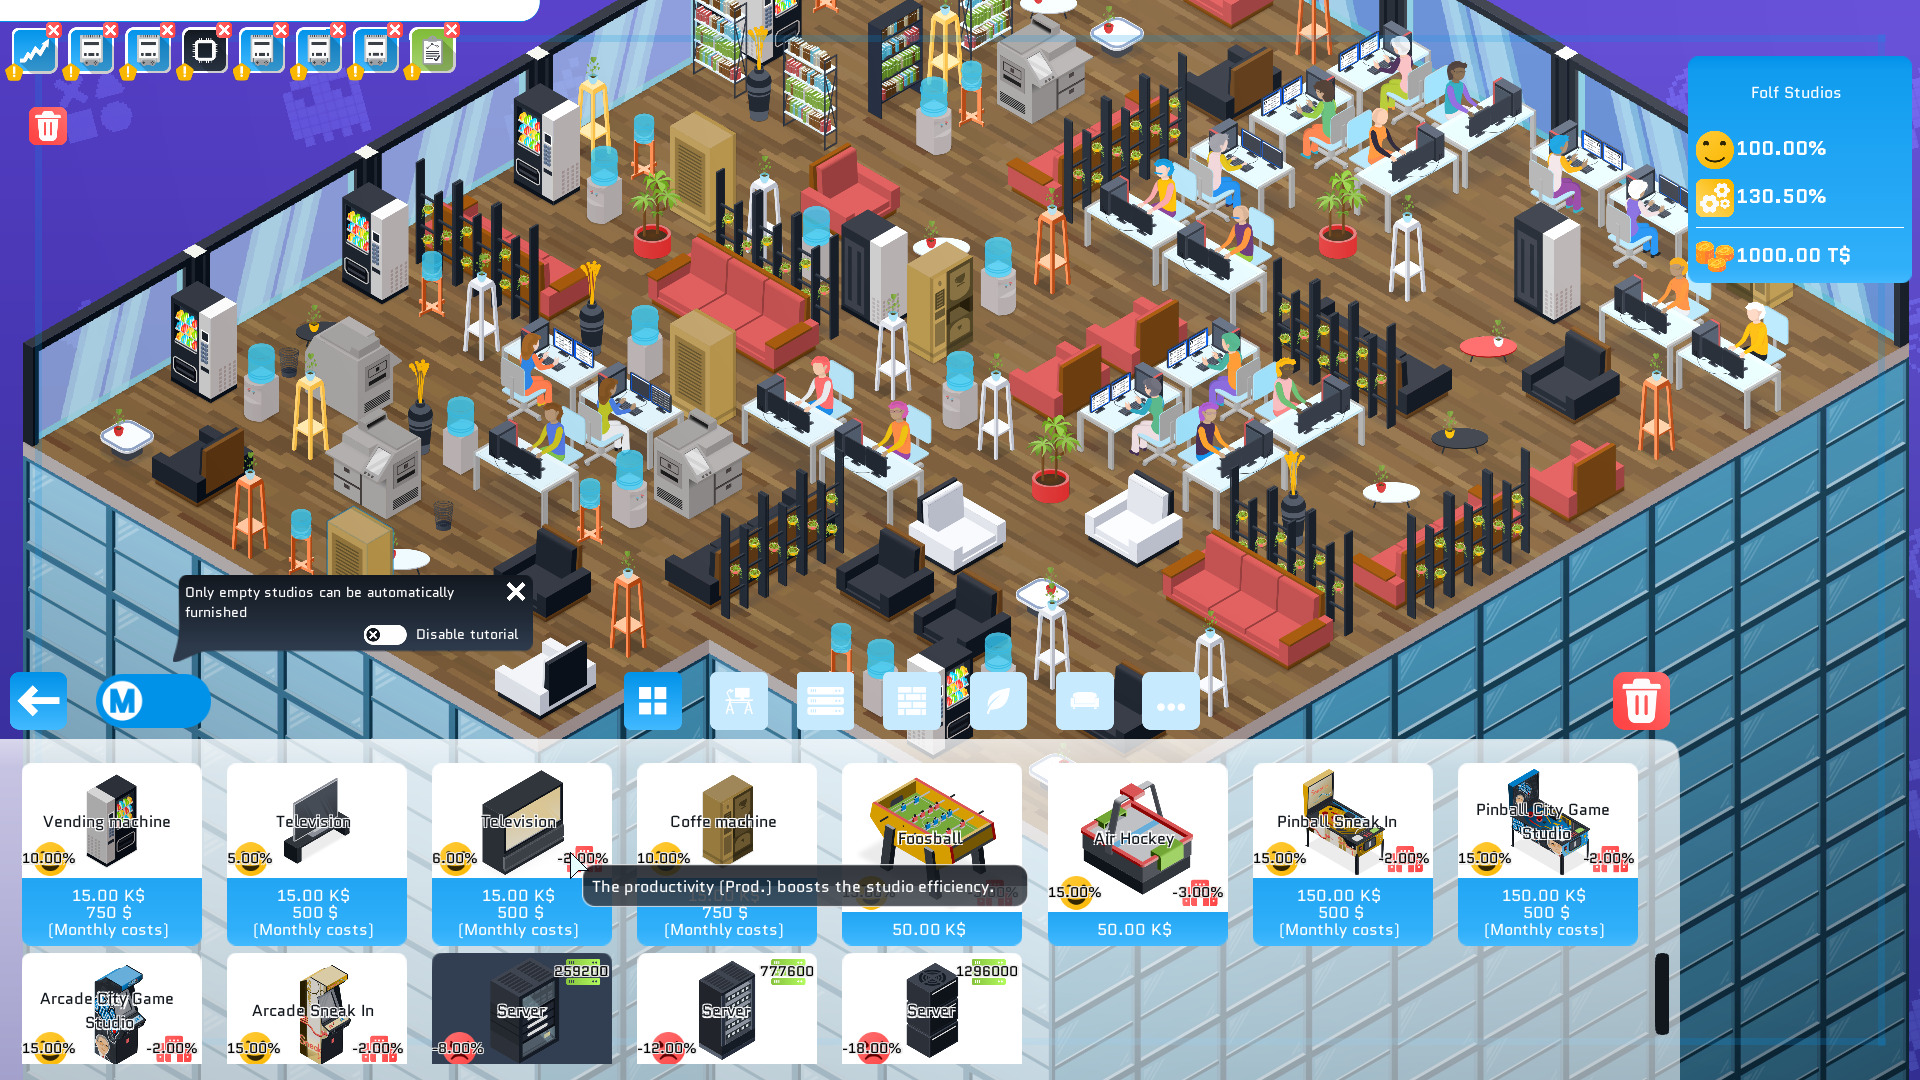 Folf Studios
100.00%
130.50%
1000.00 T$
Only empty studios can be automatically
furnished
Disable tutorial
M
Vending machine
10.00%
15.00 K$
750 $
[Monthly costs]
Television
5.00%
15.00 K$
500 $
[Monthly costs]
Television
6.00%
-2.00%
15.00 K$
500 $
[Monthly costs]
Coffe machine
10.00%
15.00 K$
750 $
[Monthly costs]
The productivity [Prod.] boosts the studio efficiency.
Foosball
50.00 K$
Air Hockey
15.00%
-3.00%
50.00 K$
Pinball Sneak In
15.00%
-2.00%
150.00 K$
500 $
[Monthly costs]
Pinball City Game
Studio
15.00%
-2.00%
150.00 K$
500 $
[Monthly costs]
Arcade City Game
Studio
15.00%
-2.00%
Arcade Sneak In
15.00%
-2.00%
259200
Server
-8.00%
777600
Server
-12.00%
1296000
Server
-18.00%